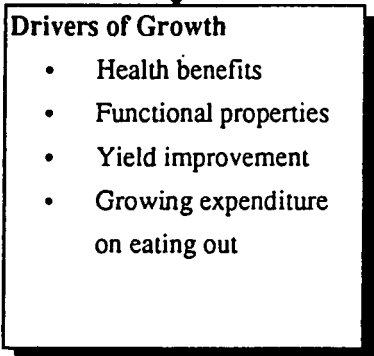 Drivers of Growth
• Health benefits
• Functional properties
• Yield improvement
• Growing expenditure
on eating out